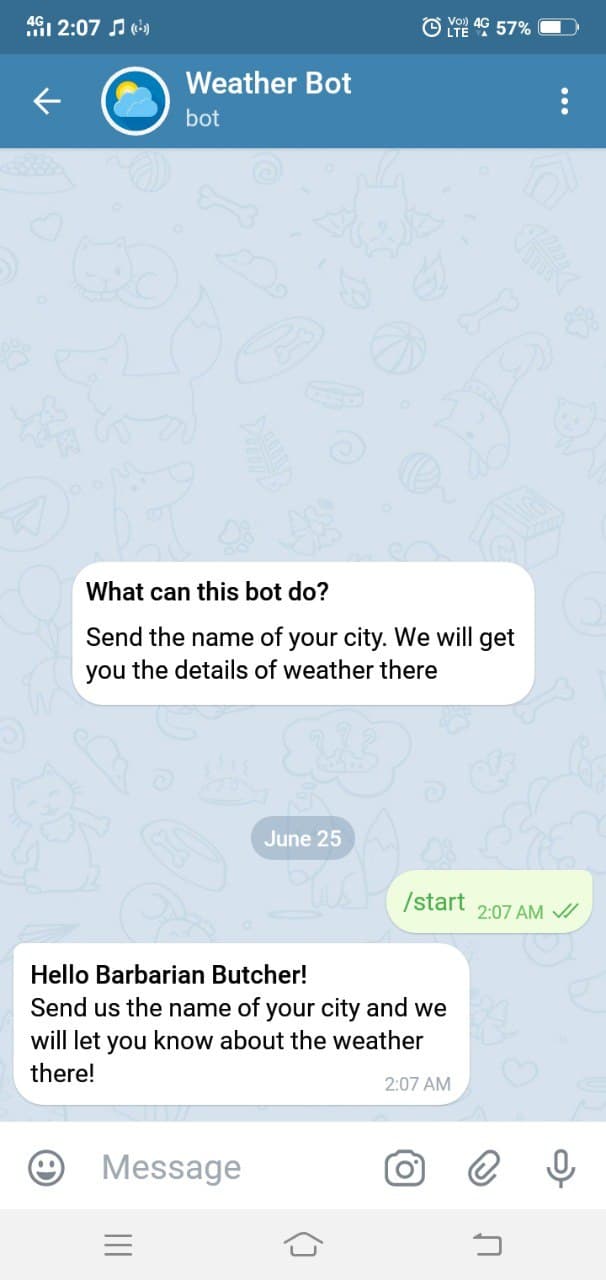 4G 2:07 Vo)) LTE 4G 57%
Weather Bot
bot
What can this bot do?
Send the name of your city. We will get
you the details of weather there
June 25
/start 2:07 AM
Hello Barbarian Butcher!
Send us the name of your city and we
will let you know about the weather
there!
2:07 AM
Message